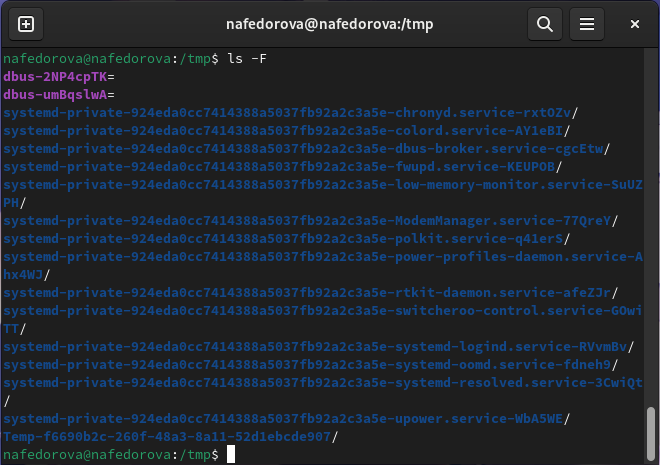 nafedorova@nafedorova:/tmp
nafedorova@nafedorova:/tmp$ ls -F
dbus-2NP4cpTK=
dbus-umBqslwA=
systemd-private-924eda0cc7414388a5037fb92a2c3a5e-chronyd.service-rxtOZv/
systemd-private-924eda0cc7414388a5037fb92a2c3a5e-colord.service-AY1eBI/
systemd-private-924eda0cc7414388a5037fb92a2c3a5e-dbus-broker.service-cgcEtw/
systemd-private-924eda0cc7414388a5037fb92a2c3a5e-fwupd.service-KEUPOB/
systemd-private-924eda0cc7414388a5037fb92a2c3a5e-low-memory-monitor.service-SuUZ
PH/
systemd-private-924eda0cc7414388a5037fb92a2c3a5e-ModemManager.service-77QreY/
systemd-private-924eda0cc7414388a5037fb92a2c3a5e-polkit.service-q41erS/
systemd-private-924eda0cc7414388a5037fb92a2c3a5e-power-profiles-daemon.service-A
hx4WJ/
systemd-private-924eda0cc7414388a5037fb92a2c3a5e-rtkit-daemon.service-afeZJr/
systemd-private-924eda0cc7414388a5037fb92a2c3a5e-switcheroo-control.service-GOwi
TT/
systemd-private-924eda0cc7414388a5037fb92a2c3a5e-systemd-logind.service-RVvmBv/
systemd-private-924eda0cc7414388a5037fb92a2c3a5e-systemd-oomd.service-fdneh9/
systemd-private-924eda0cc7414388a5037fb92a2c3a5e-systemd-resolved.service-3CwiQt
/
systemd-private-924eda0cc7414388a5037fb92a2c3a5e-upower.service-WbA5WE/
Temp-f6690b2c-260f-48a3-8a11-52d1ebcde907/
nafedorova@nafedorova:/tmp$